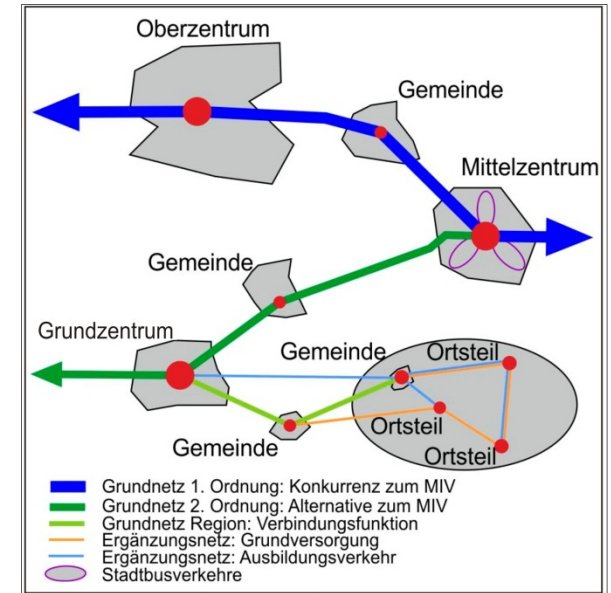 Oberzentrum
Gemeinde
Mittelzentrum
Gemeinde
Grundzentrum
Gemeinde
Ortsteil
Ortsteil
Gemeinde
Ortsteil
Grundnetz 1. Ordnung: Konkurrenz zum MIV
Grundnetz 2. Ordnung: Alternative zum MIV
Grundnetz Region: Verbindungsfunktion
Ergänzungsnetz: Grundversorgung
Ergänzungsnetz: Ausbildungsverkehr
Stadtbusverkehre